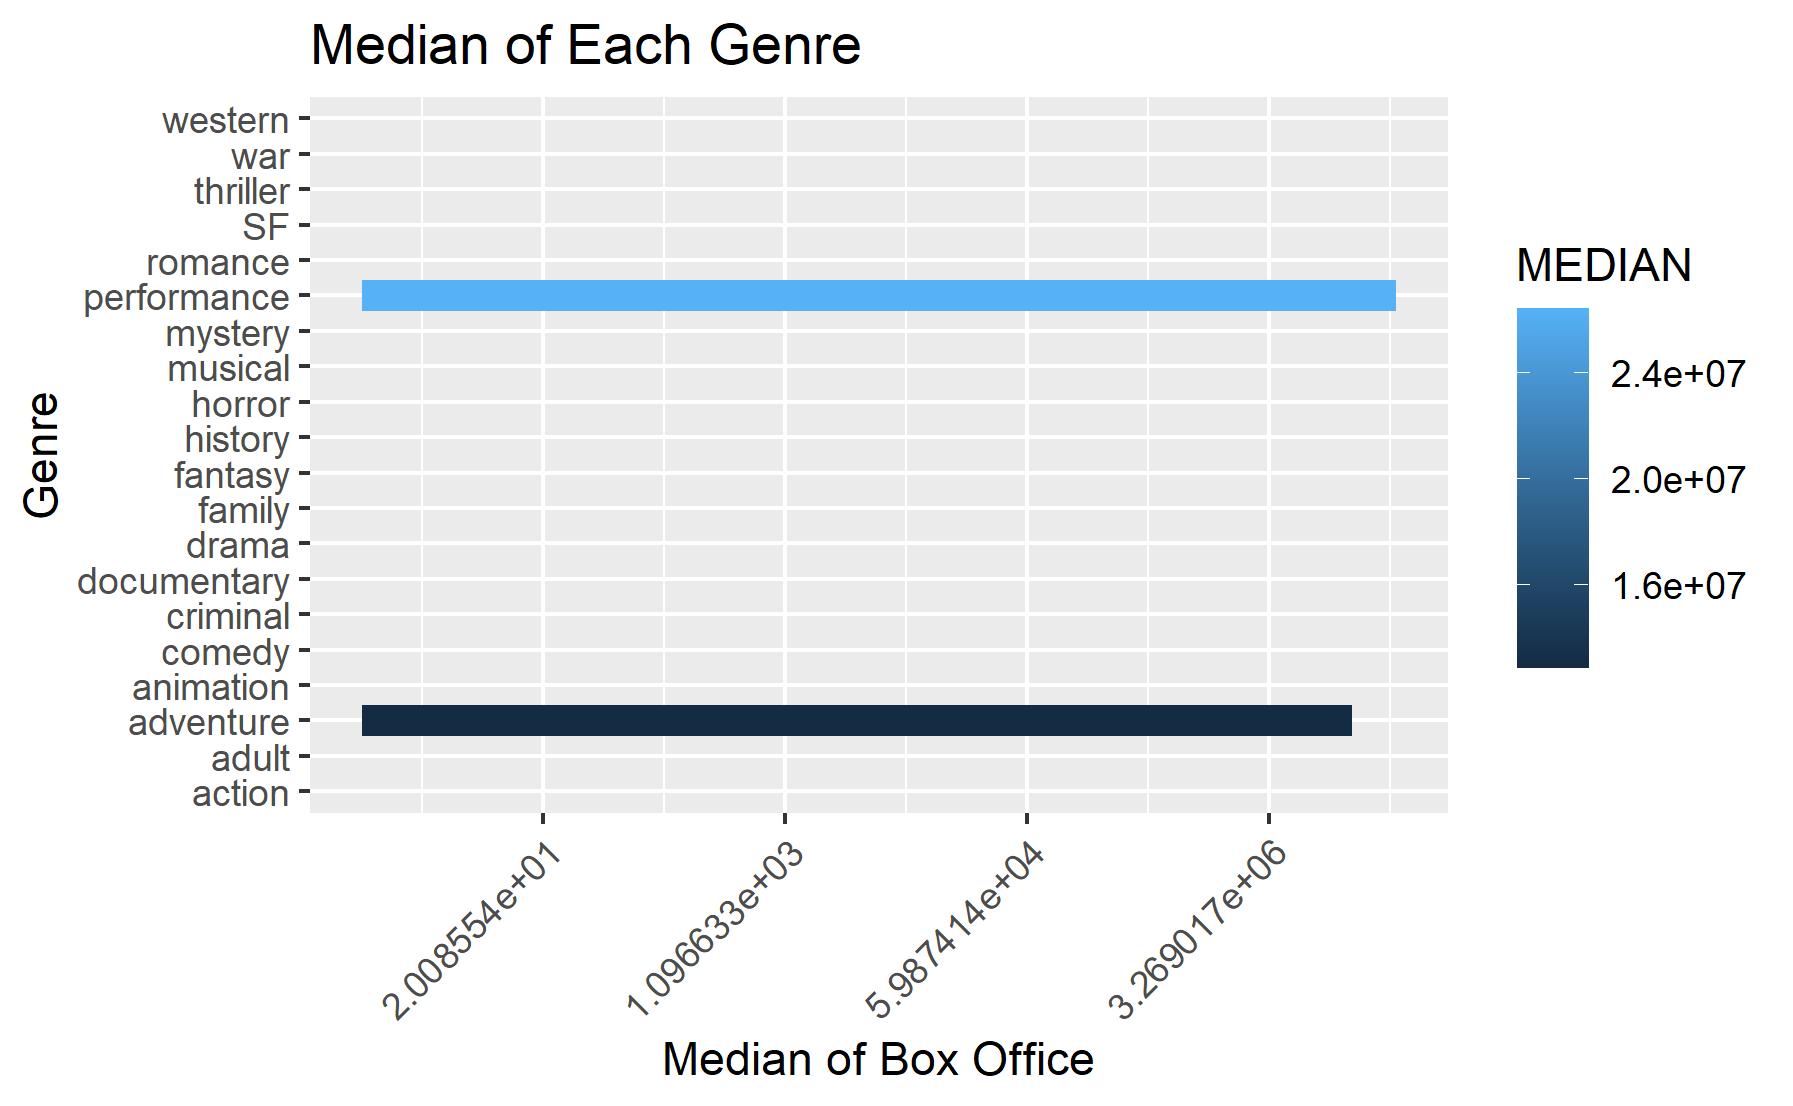 Median of Each Genre
western
war
thriller
SF
romance
performance
mystery
musical
horror
history
fantasy
family
drama
documentary
criminal
comedy
animation
adventure
adult
action
Genre
2.008554e+01
1.096633e+03
5.987414e+04
3.269017e+06
Median of Box Office
MEDIAN
2.4e+07
2.0e+07
1.6e+07